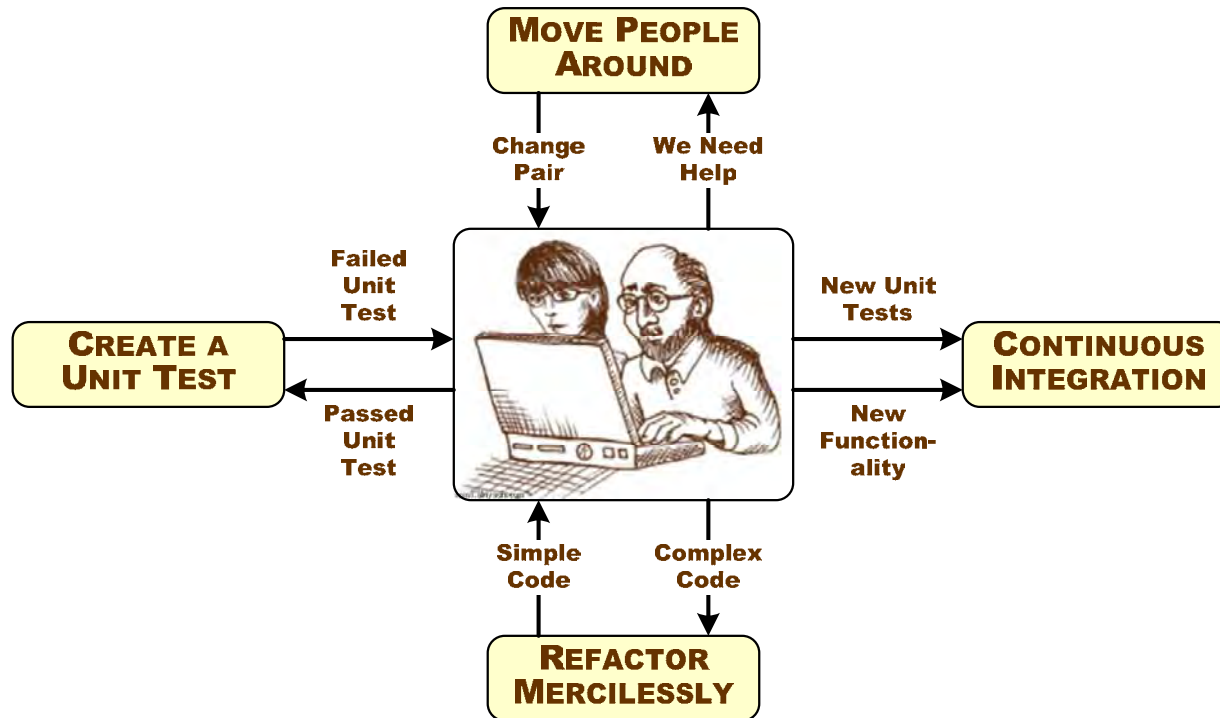 MOVE PEOPLE
AROUND
Change
Pair
We Need
Help
Failed
Unit
Test
New Unit
Tests
CREATE A
UNIT TEST
CONTINUOUS
INTEGRATION
Passed
Unit
Test
New
Function-
ality
Simple
Code
Complex
Code
REFACTOR
MERCILESSLY